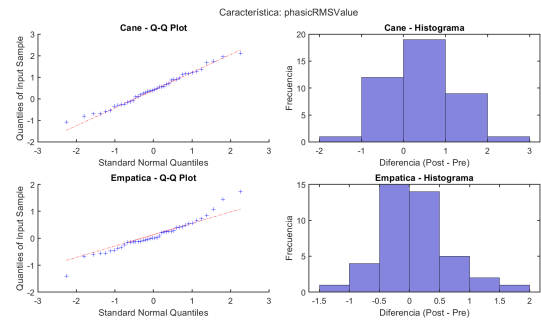 Característica: phasicRMSValue
Cane - Q-Q Plot
Quantiles of Input Sample
3
2
1
0
-1
-2
-3 -2 -1 0 1 2 3
Standard Normal Quantiles
Cane - Histograma
Frecuencia
20
15
10
5
0
-2 -1 0 1 2 3
Diferencia (Post - Pre)
Empatica - Q-Q Plot
Quantiles of Input Sample
2
1
0
-1
-2
-3 -2 -1 0 1 2 3
Standard Normal Quantiles
Empatica - Histograma
Frecuencia
15
10
5
0
-1.5 -1 -0.5 0 0.5 1 1.5 2
Diferencia (Post - Pre)